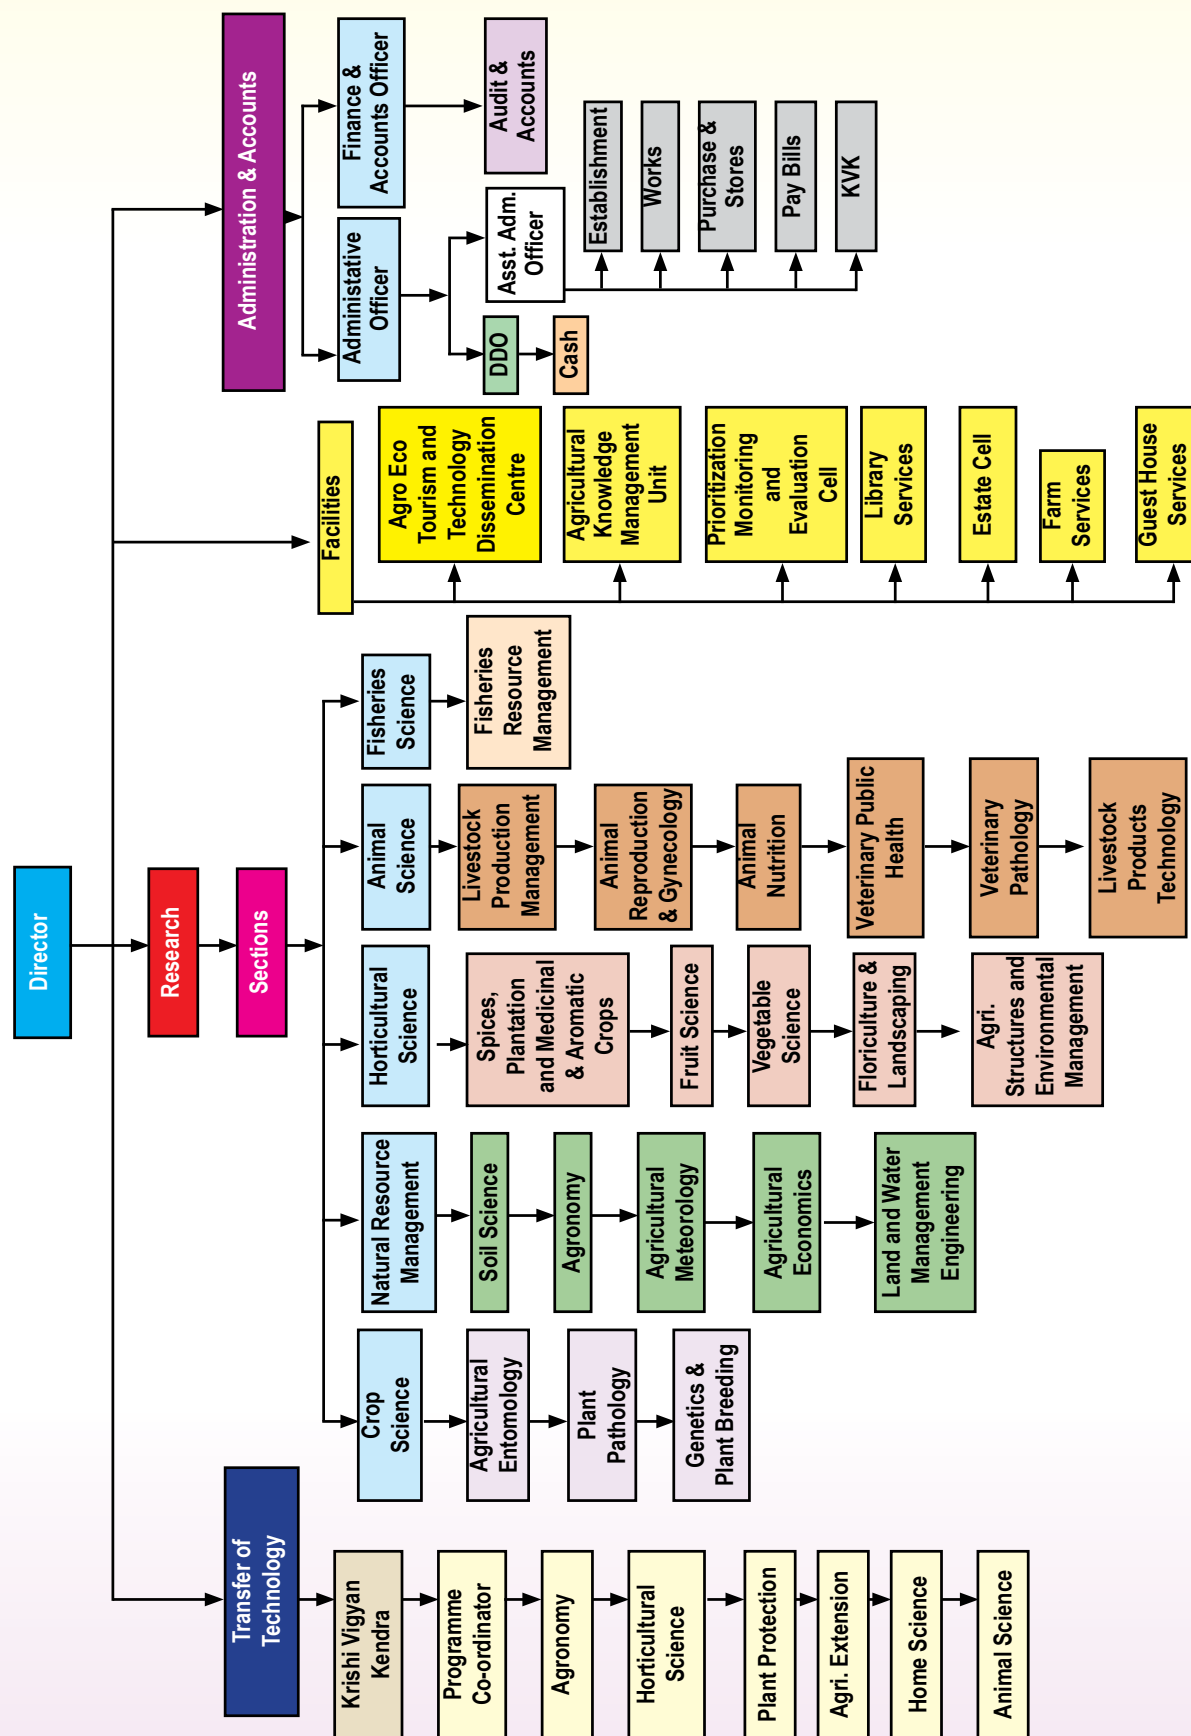 Director
Transfer of
Technology
Krishi Vigyan
Kendra
Programme
Co-ordinator
Agronomy
Horticultural
Science
Plant Protection
Agri. Extension
Home Science
Animal Science
Research
Sections
Crop
Science
Agricultural
Entomology
Plant
Pathology
Genetics &
Plant Breeding
Natural Resource
Management
Soil Science
Agronomy
Agricultural
Meteorology
Agricultural
Economics
Land and Water
Management
Engineering
Horticultural
Science
Spices,
Plantation
and Medicinal
& Aromatic
Crops
Fruit Science
Vegetable
Science
Floriculture &
Landscaping
Agri.
Structures and
Environmental
Management
Animal
Science
Livestock
Production
Management
Animal
Reproduction
& Gynecology
Animal
Nutrition
Veterinary Public
Health
Veterinary
Pathology
Livestock
Products
Technology
Fisheries
Science
Fisheries
Resource
Management
Facilities
Agro Eco
Tourism and
Technology
Dissemination
Centre
Agricultural
Knowledge
Management
Unit
Prioritization
Monitoring
and
Evaluation
Cell
Library
Services
Estate Cell
Farm
Services
Guest House
Services
Administration & Accounts
Administative
Officer
DDO
Cash
Asst. Adm.
Officer
Establishment
Works
Purchase &
Stores
Pay Bills
KVK
Finance &
Accounts Officer
Audit &
Accounts